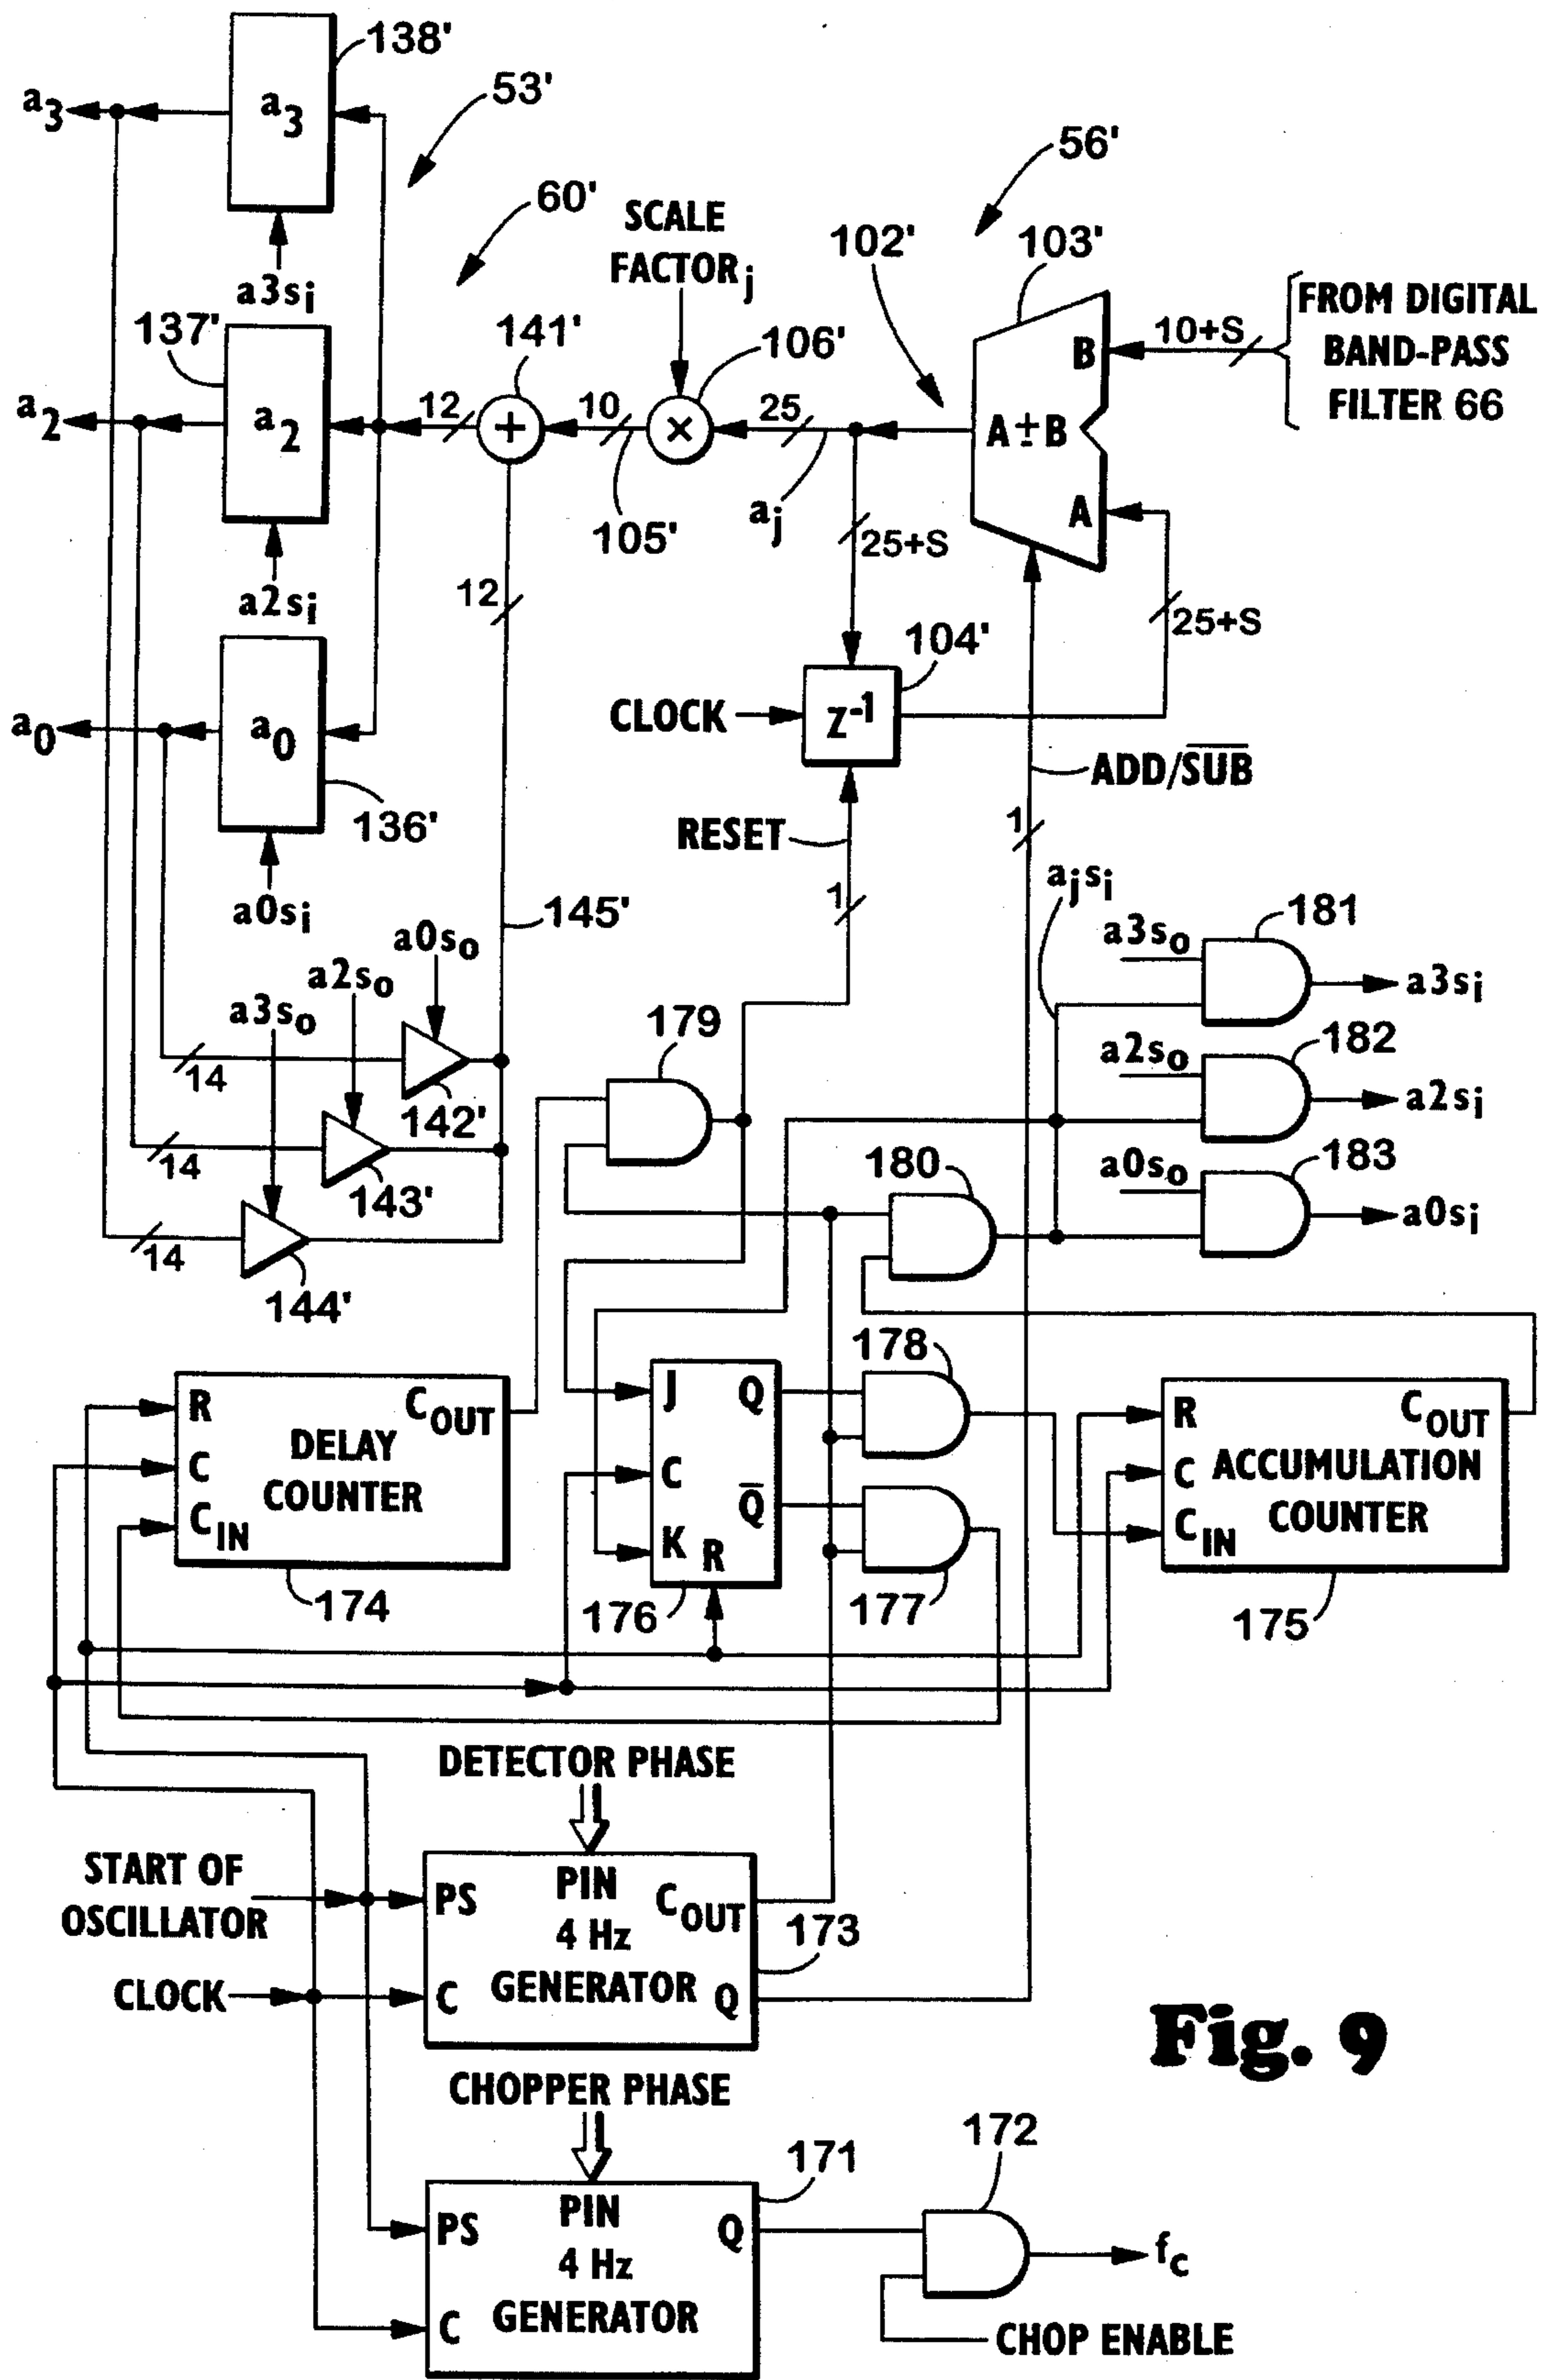 138'
a3
a3
53'
56'
60'
SCALE
FACTORj
102'
103'
a3si
137'
141'
106'
B
10+S
FROM DIGITAL
BAND-PASS
FILTER 66
a2
a2
12
+
10
×
25
A±B
A
105'
aj
25+S
25+S
a2si
12
104'
CLOCK
Z-1
ADD/SUB
a0
a0
136'
RESET
1
1
a0si
145'
ajsi
a0so
a2so
a3so
179
a3so
181
a3si
a2so
182
a2si
14
142'
14
143'
180
a0so
183
a0si
14
144'
178
R
COUT
DELAY
C
COUNTER
CIN
174
J
Q
C
Q
K
R
176
177
R
COUT
C
ACCUMULATION
COUNTER
CIN
175
DETECTOR PHASE
START OF
OSCILLATOR
PS
PIN
COUT
4 Hz
GENERATOR
173
CLOCK
C
Q
Fig. 9
CHOPPER PHASE
171
172
PS
PIN
Q
4 Hz
GENERATOR
C
fc
CHOP ENABLE